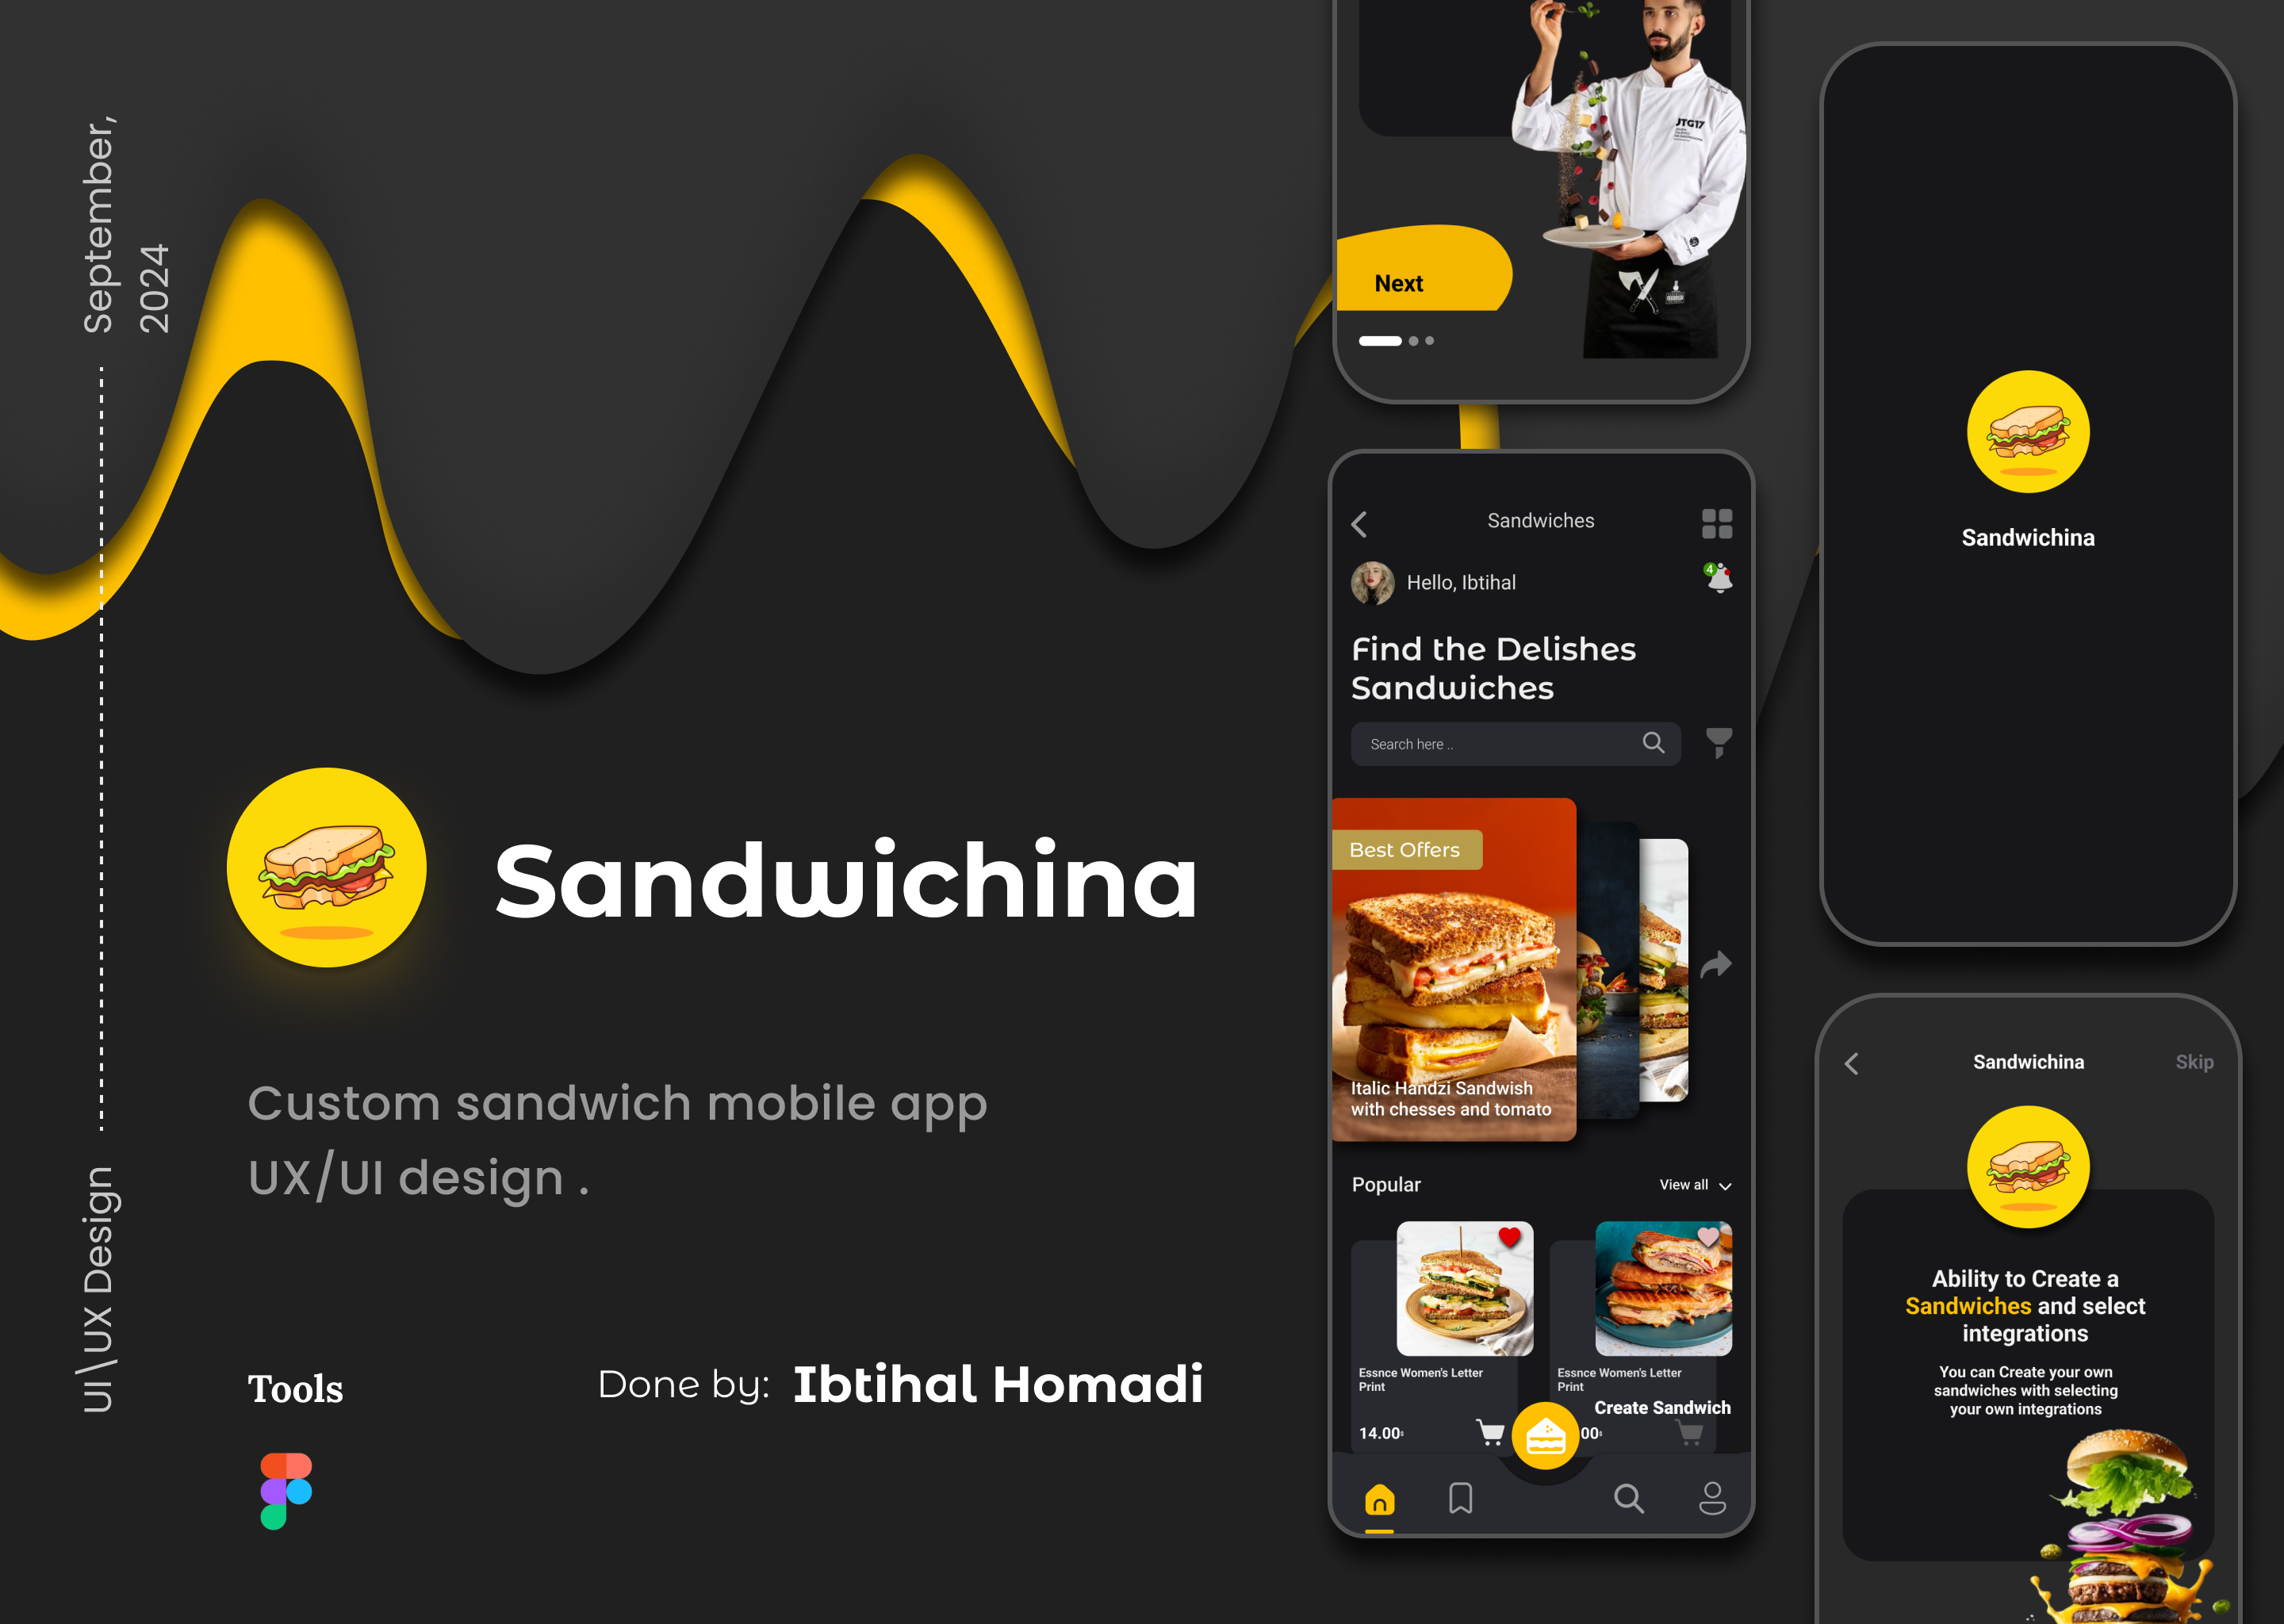 September,
2024
UI\UX Design
Sandwichina
Custom sandwich mobile app
UX/UI design .
Tools
Done by: Ibtihal Homadi
JTG17
Next
Sandwiches
Hello, Ibtihal
4
Find the Delishes
Sandwiches
Search here ..
Best Offers
Italic Handzi Sandwish
with chesses and tomato
Popular
View all
Essnce Women's Letter
Print
14.00$
Essnce Women's Letter
Print
Create Sandwich
00$
Sandwichina
Sandwichina
Skip
Ability to Create a
Sandwiches and select
integrations
You can Create your own
sandwiches with selecting
your own integrations